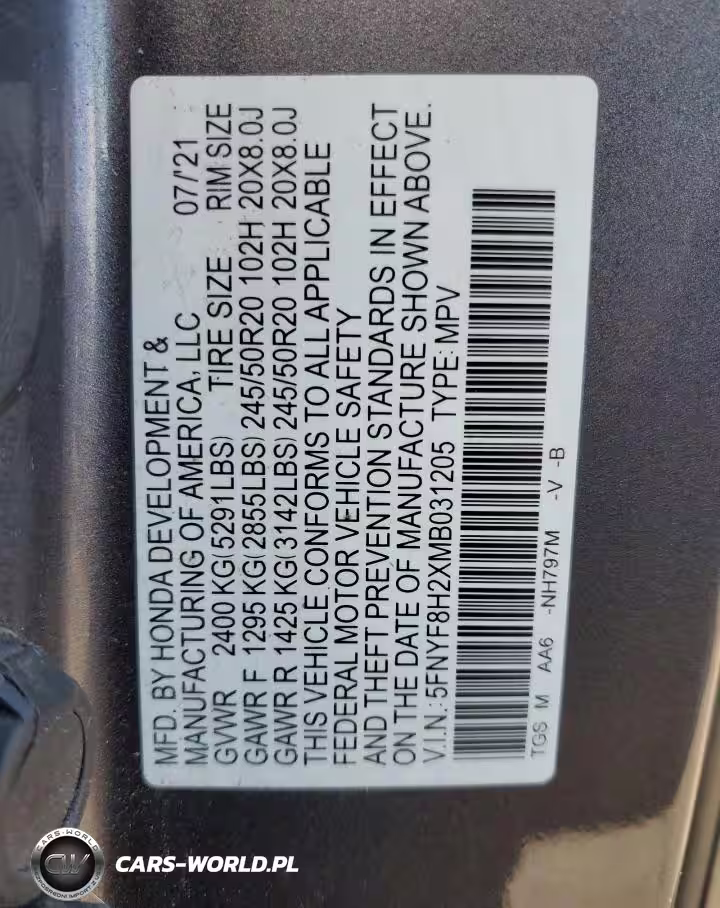 MFD. BY HONDA DEVELOPMENT &
MANUFACTURING OF AMERICA, LLC 07/'21
GVWR 2400 KG(5291LBS) TIRE SIZE RIM SIZE
GAWR F 1295 KG(2855LBS) 245/50R20 102H 20X8.0J
GAWR R 1425 KG(3142LBS) 245/50R20 102H 20X8.0J
THIS VEHICLE CONFORMS TO ALL APPLICABLE
FEDERAL MOTOR VEHICLE SAFETY
AND THEFT PREVENTION STANDARDS IN EFFECT
ON THE DATE OF MANUFACTURE SHOWN ABOVE.
V.I.N.: 5FNYF8H2XMB031205 TYPE: MPV
TGS M AA6 -NH797M -V -B
CARS-WORLD
CW
CARS-WORLD.PL